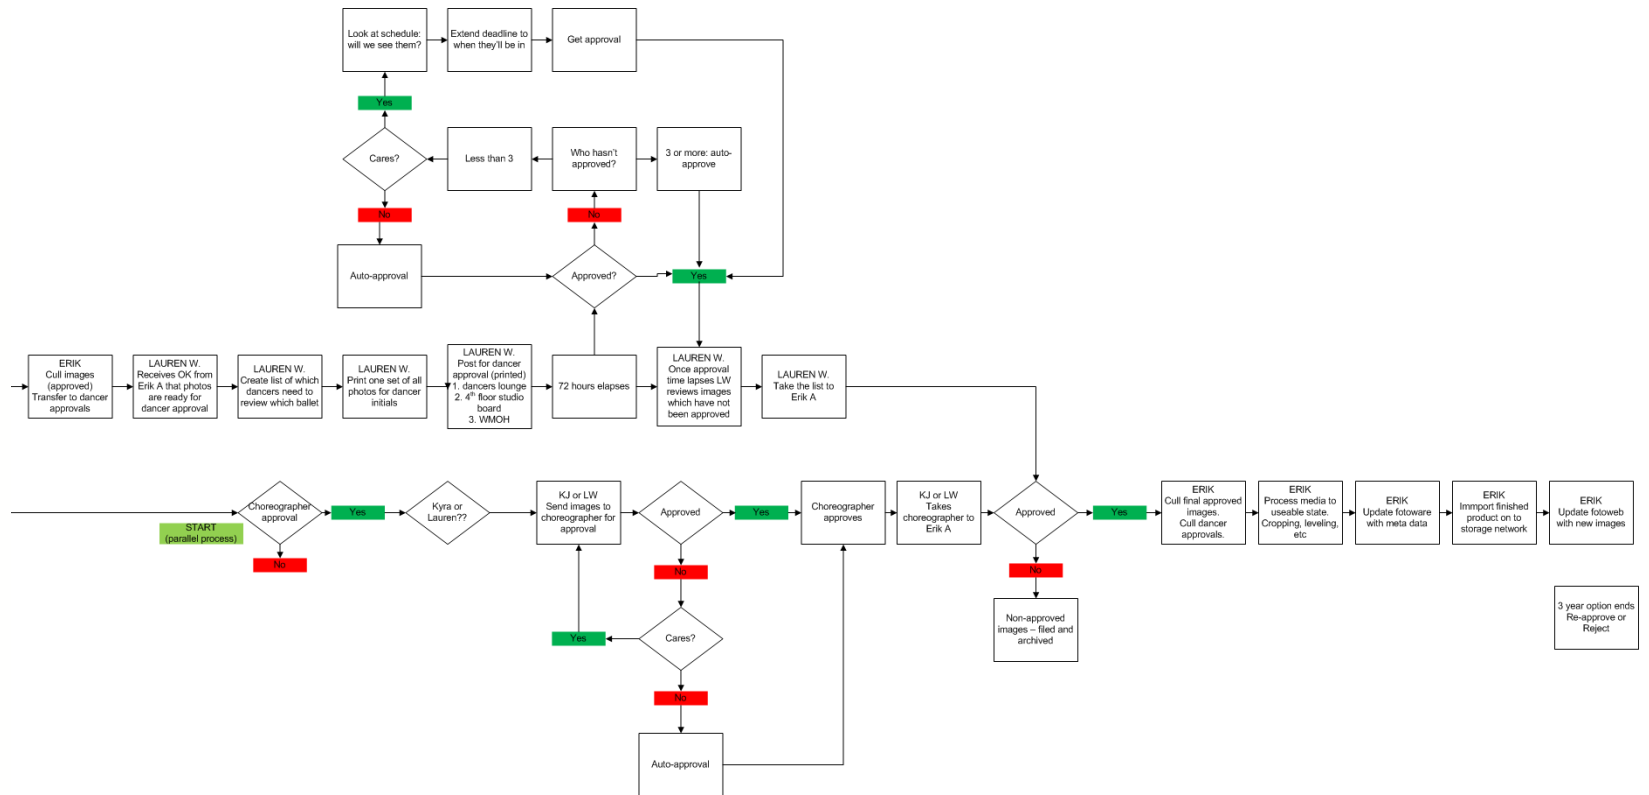 Look at schedule:
will we see them?
Extend deadline to
when they'll be in
Get approval
Yes
Cares?
Less than 3
Who hasn't
approved?
3 or more: auto-
approve
No
No
Auto-approval
Approved?
Yes
ERIK
Cull images
(approved)
Transfer to dancer
approvals
LAUREN W.
Receives OK from
Erik A that photos
are ready for
dancer approval
LAUREN W.
Create list of which
dancers need to
review which ballet
LAUREN W.
Print one set of all
photos for dancer
initials
LAUREN W.
Post for dancer
approval (printed)
1. dancers lounge
2. 4th floor studio
board
3. WMOH
72 hours elapses
LAUREN W.
Once approval
time lapses LW
reviews images
which have not
been approved
LAUREN W.
Take the list to
Erik A
START
(parallel process)
Choreographer
approval
Yes
No
Kyra or
Lauren??
KJ or LW
Send images to
choreographer for
approval
Approved
Yes
No
Cares?
Yes
No
Auto-approval
Choreographer
approves
KJ or LW
Takes
choreographer to
Erik A
Approved
Yes
No
Non-approved
images – filed and
archived
ERIK
Cull final approved
images.
Cull dancer
approvals.
ERIK
Process media to
useable state.
Cropping, leveling,
etc
ERIK
Update fotoware
with meta data
ERIK
Immport finished
product on to
storage network
ERIK
Update fotoweb
with new images
3 year option ends
Re-approve or
Reject